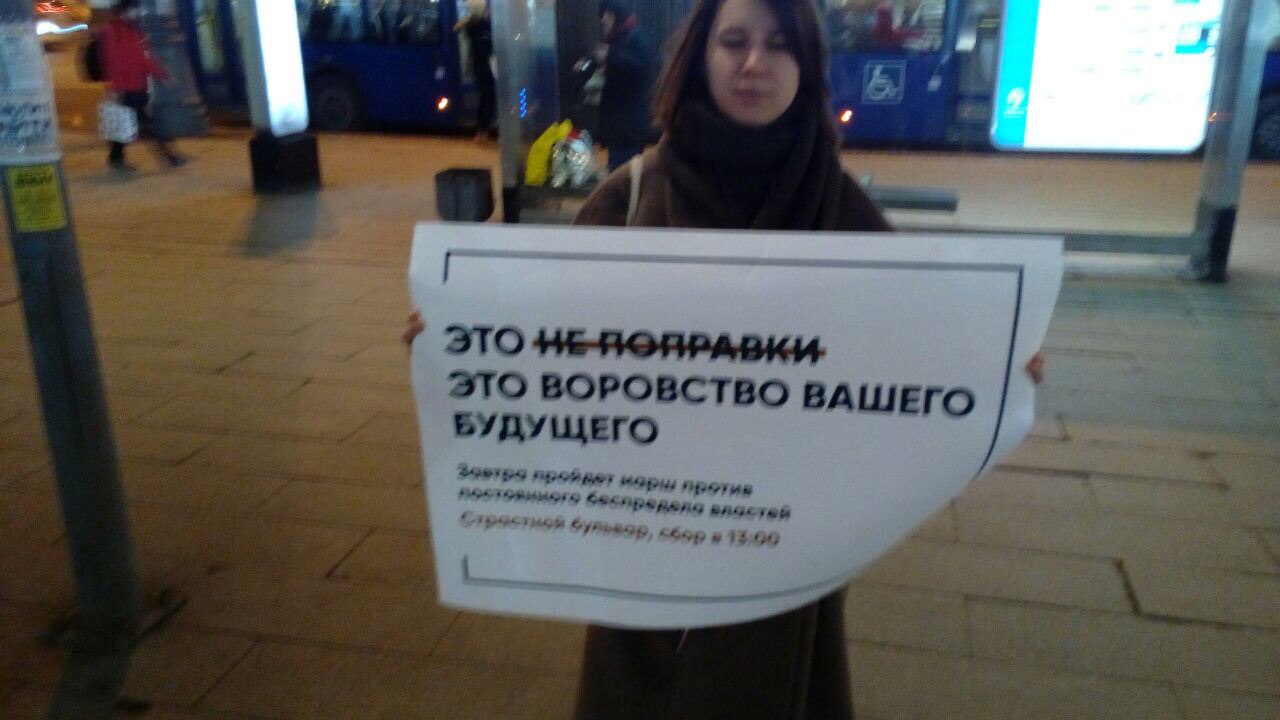 ЭТО НЕ ПОПРАВКИ
ЭТО ВОРОВСТВО ВАШЕГО
БУДУЩЕГО
Завтра пройдет марш против
постоянного беспредела властей
Страстной бульвар, сбор в 13:00